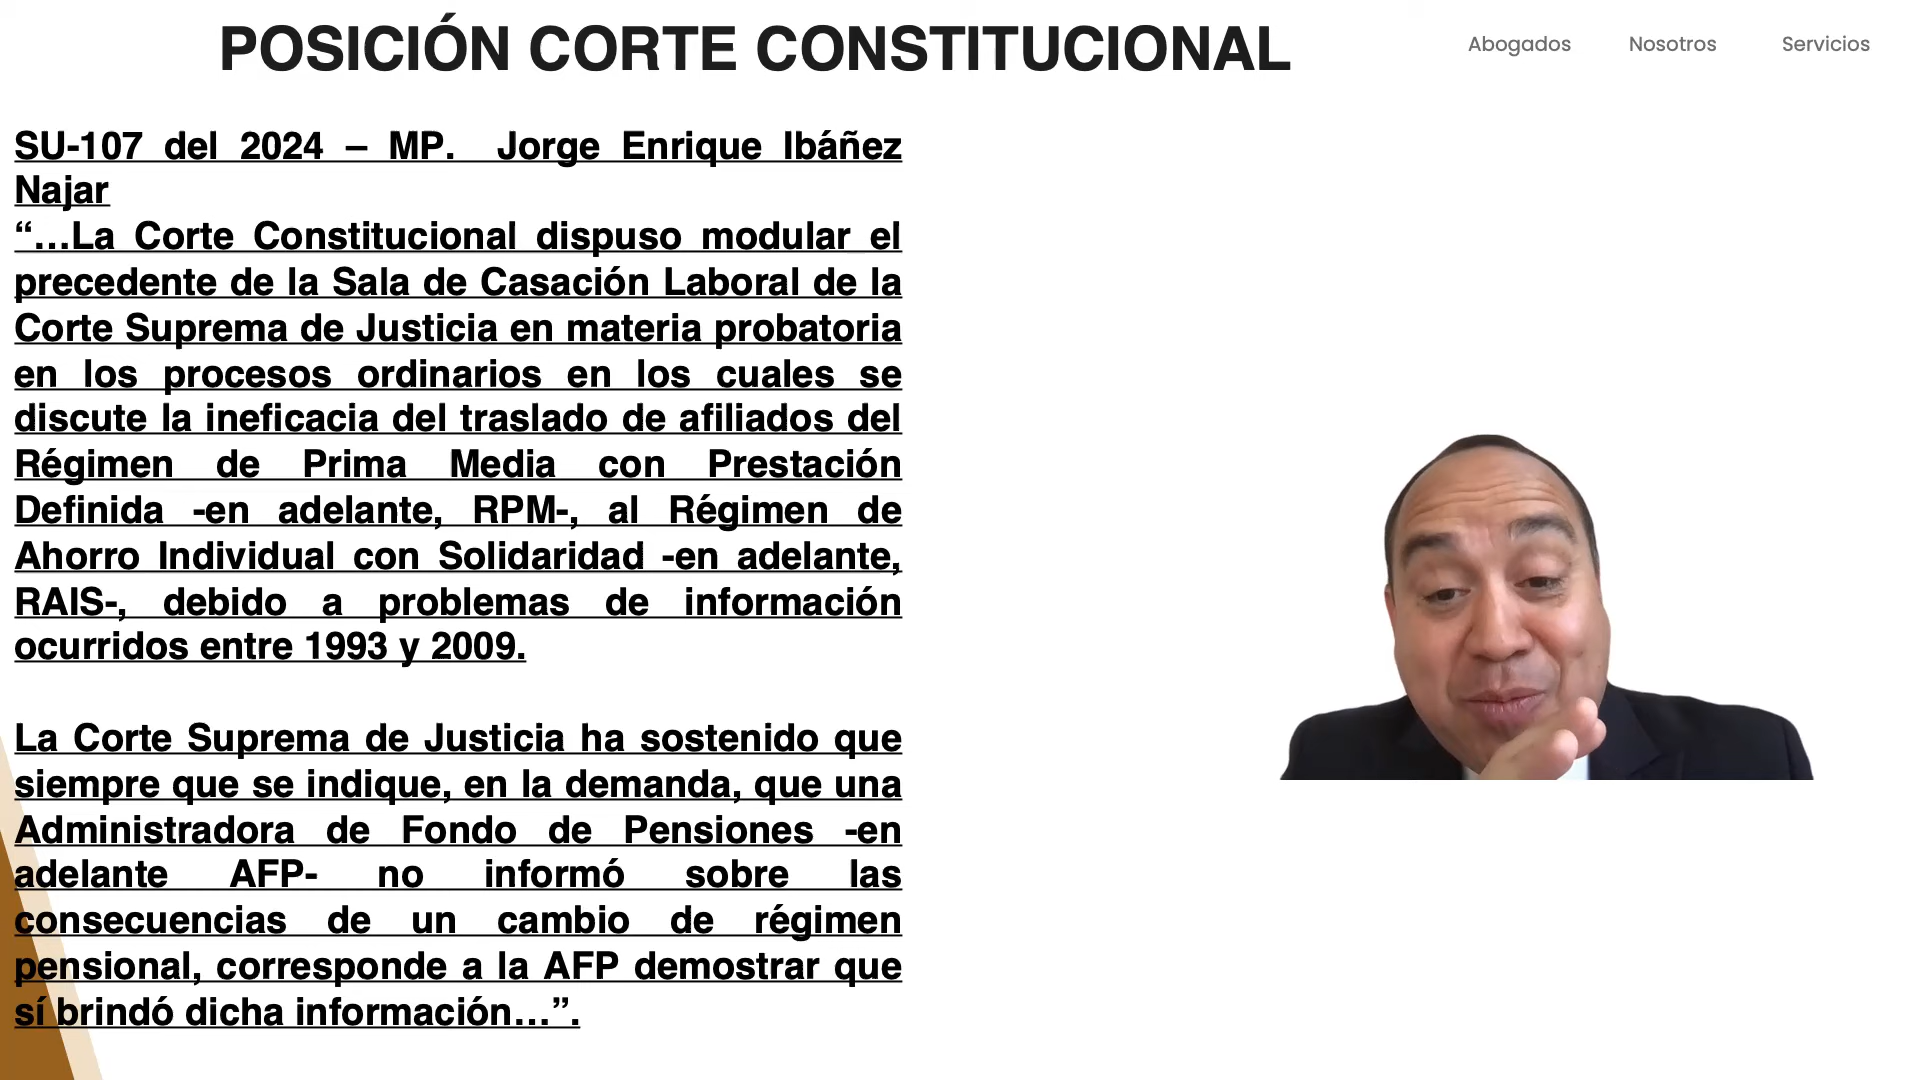 POSICIÓN CORTE CONSTITUCIONAL
Abogados Nosotros Servicios
SU-107 del 2024 – MP. Jorge Enrique Ibáñez
Najar
“…La Corte Constitucional dispuso modular el
precedente de la Sala de Casación Laboral de la
Corte Suprema de Justicia en materia probatoria
en los procesos ordinarios en los cuales se
discute la ineficacia del traslado de afiliados del
Régimen de Prima Media con Prestación
Definida -en adelante, RPM-, al Régimen de
Ahorro Individual con Solidaridad -en adelante,
RAIS-, debido a problemas de información
ocurridos entre 1993 y 2009.
La Corte Suprema de Justicia ha sostenido que
siempre que se indique, en la demanda, que una
Administradora de Fondo de Pensiones -en
adelante AFP- no informó sobre las
consecuencias de un cambio de régimen
pensional, corresponde a la AFP demostrar que
sí brindó dicha información…”.